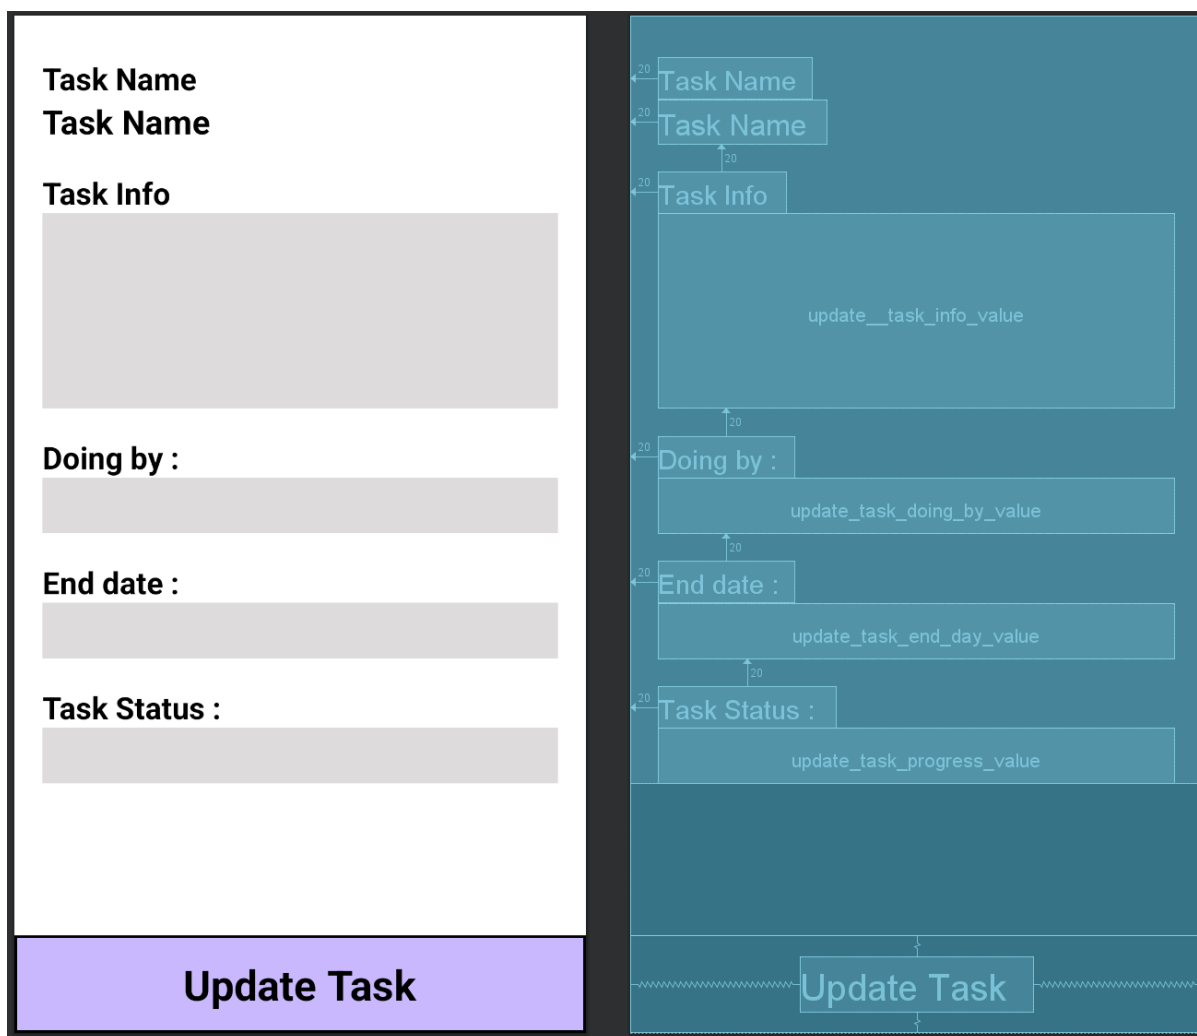 Task Name
Task Name
Task Info
Doing by :
End date :
Task Status :
Update Task
20
Task Name
20
Task Name
20
20
Task Info
update__task_info_value
20
20
Doing by :
update_task_doing_by_value
20
20
End date :
update_task_end_day_value
20
20
Task Status :
update_task_progress_value
Update Task